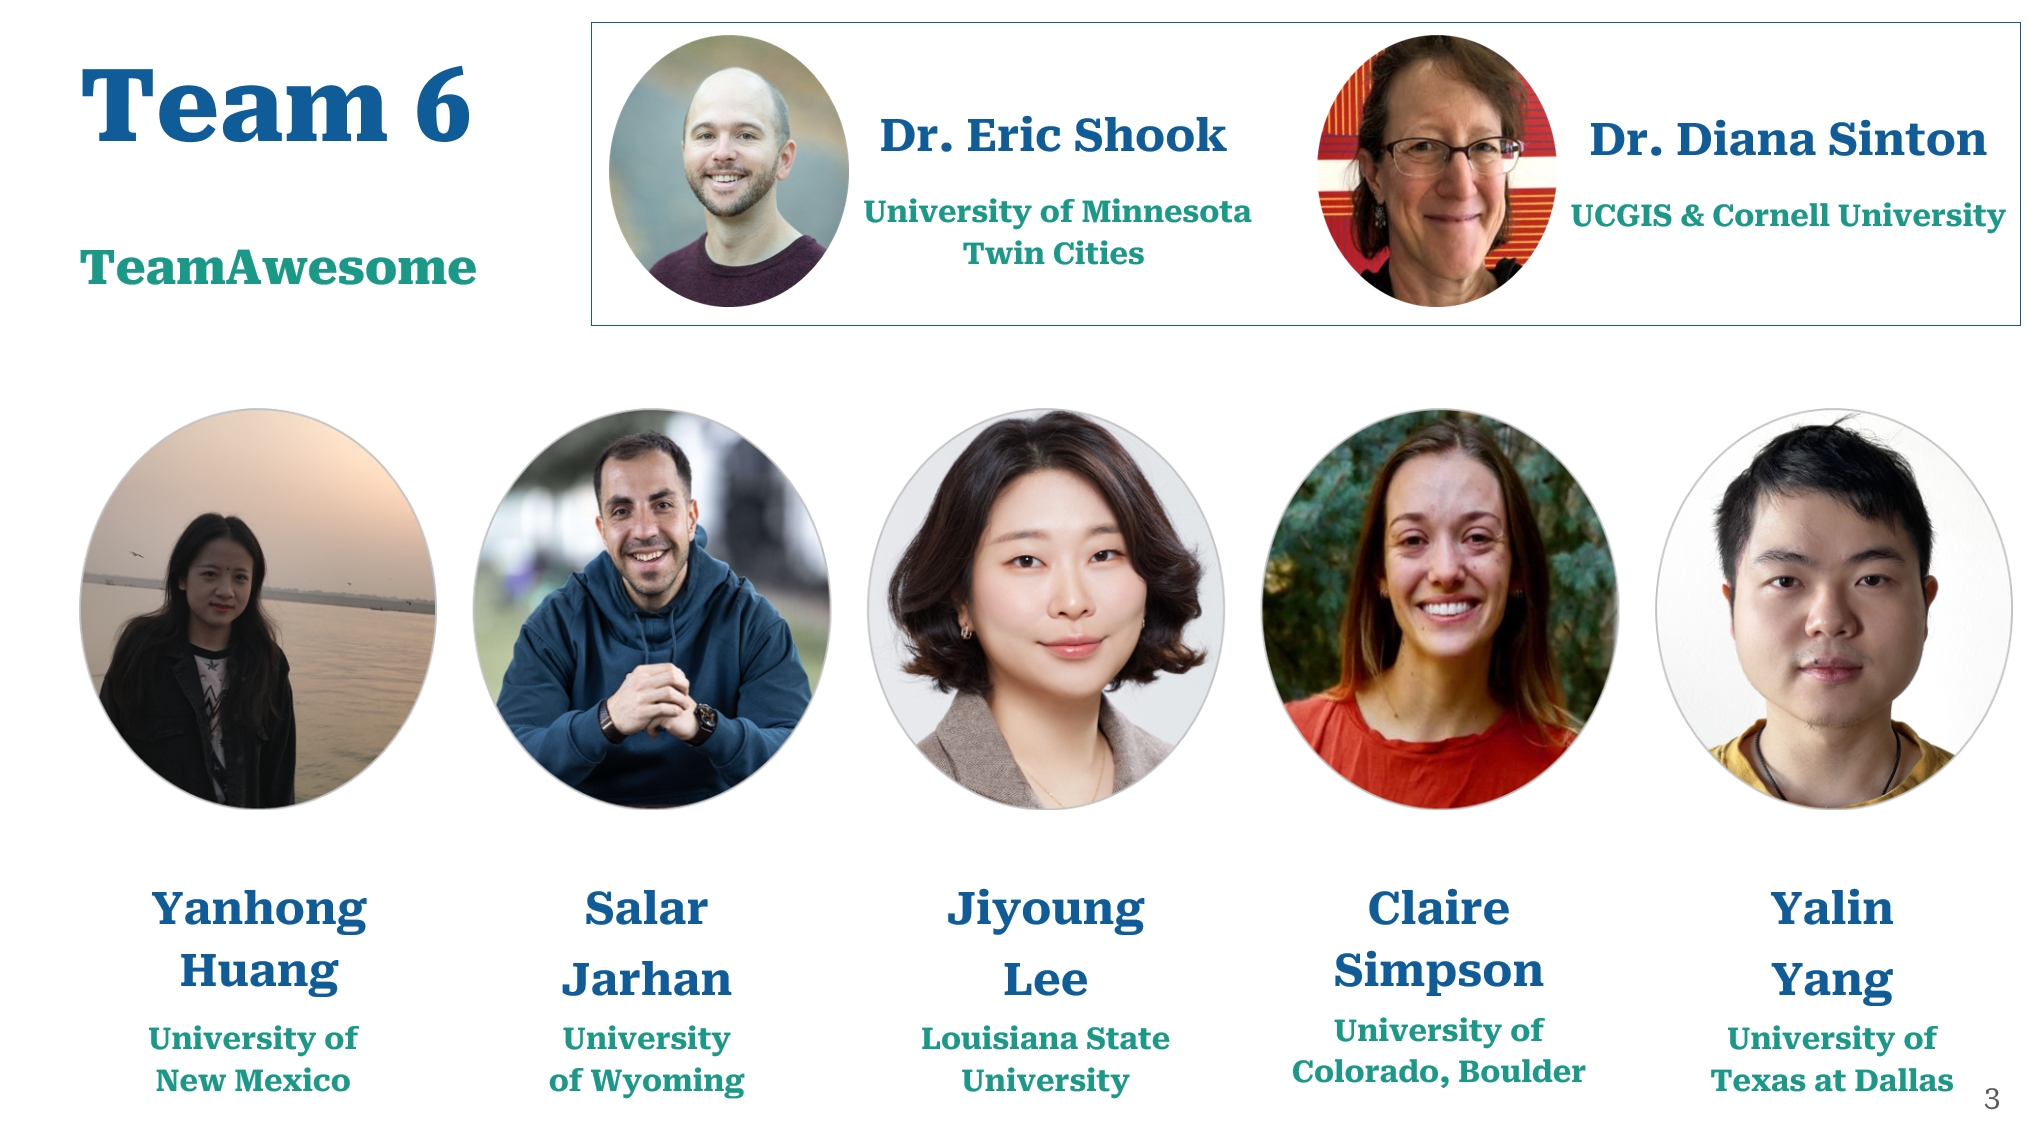 Team 6
TeamAwesome
Dr. Eric Shook
University of Minnesota
Twin Cities
Dr. Diana Sinton
UCGIS & Cornell University
Yanhong
Huang
University of
New Mexico
Salar
Jarhan
University
of Wyoming
Jiyoung
Lee
Louisiana State
University
Claire
Simpson
University of
Colorado, Boulder
Yalin
Yang
University of
Texas at Dallas
3